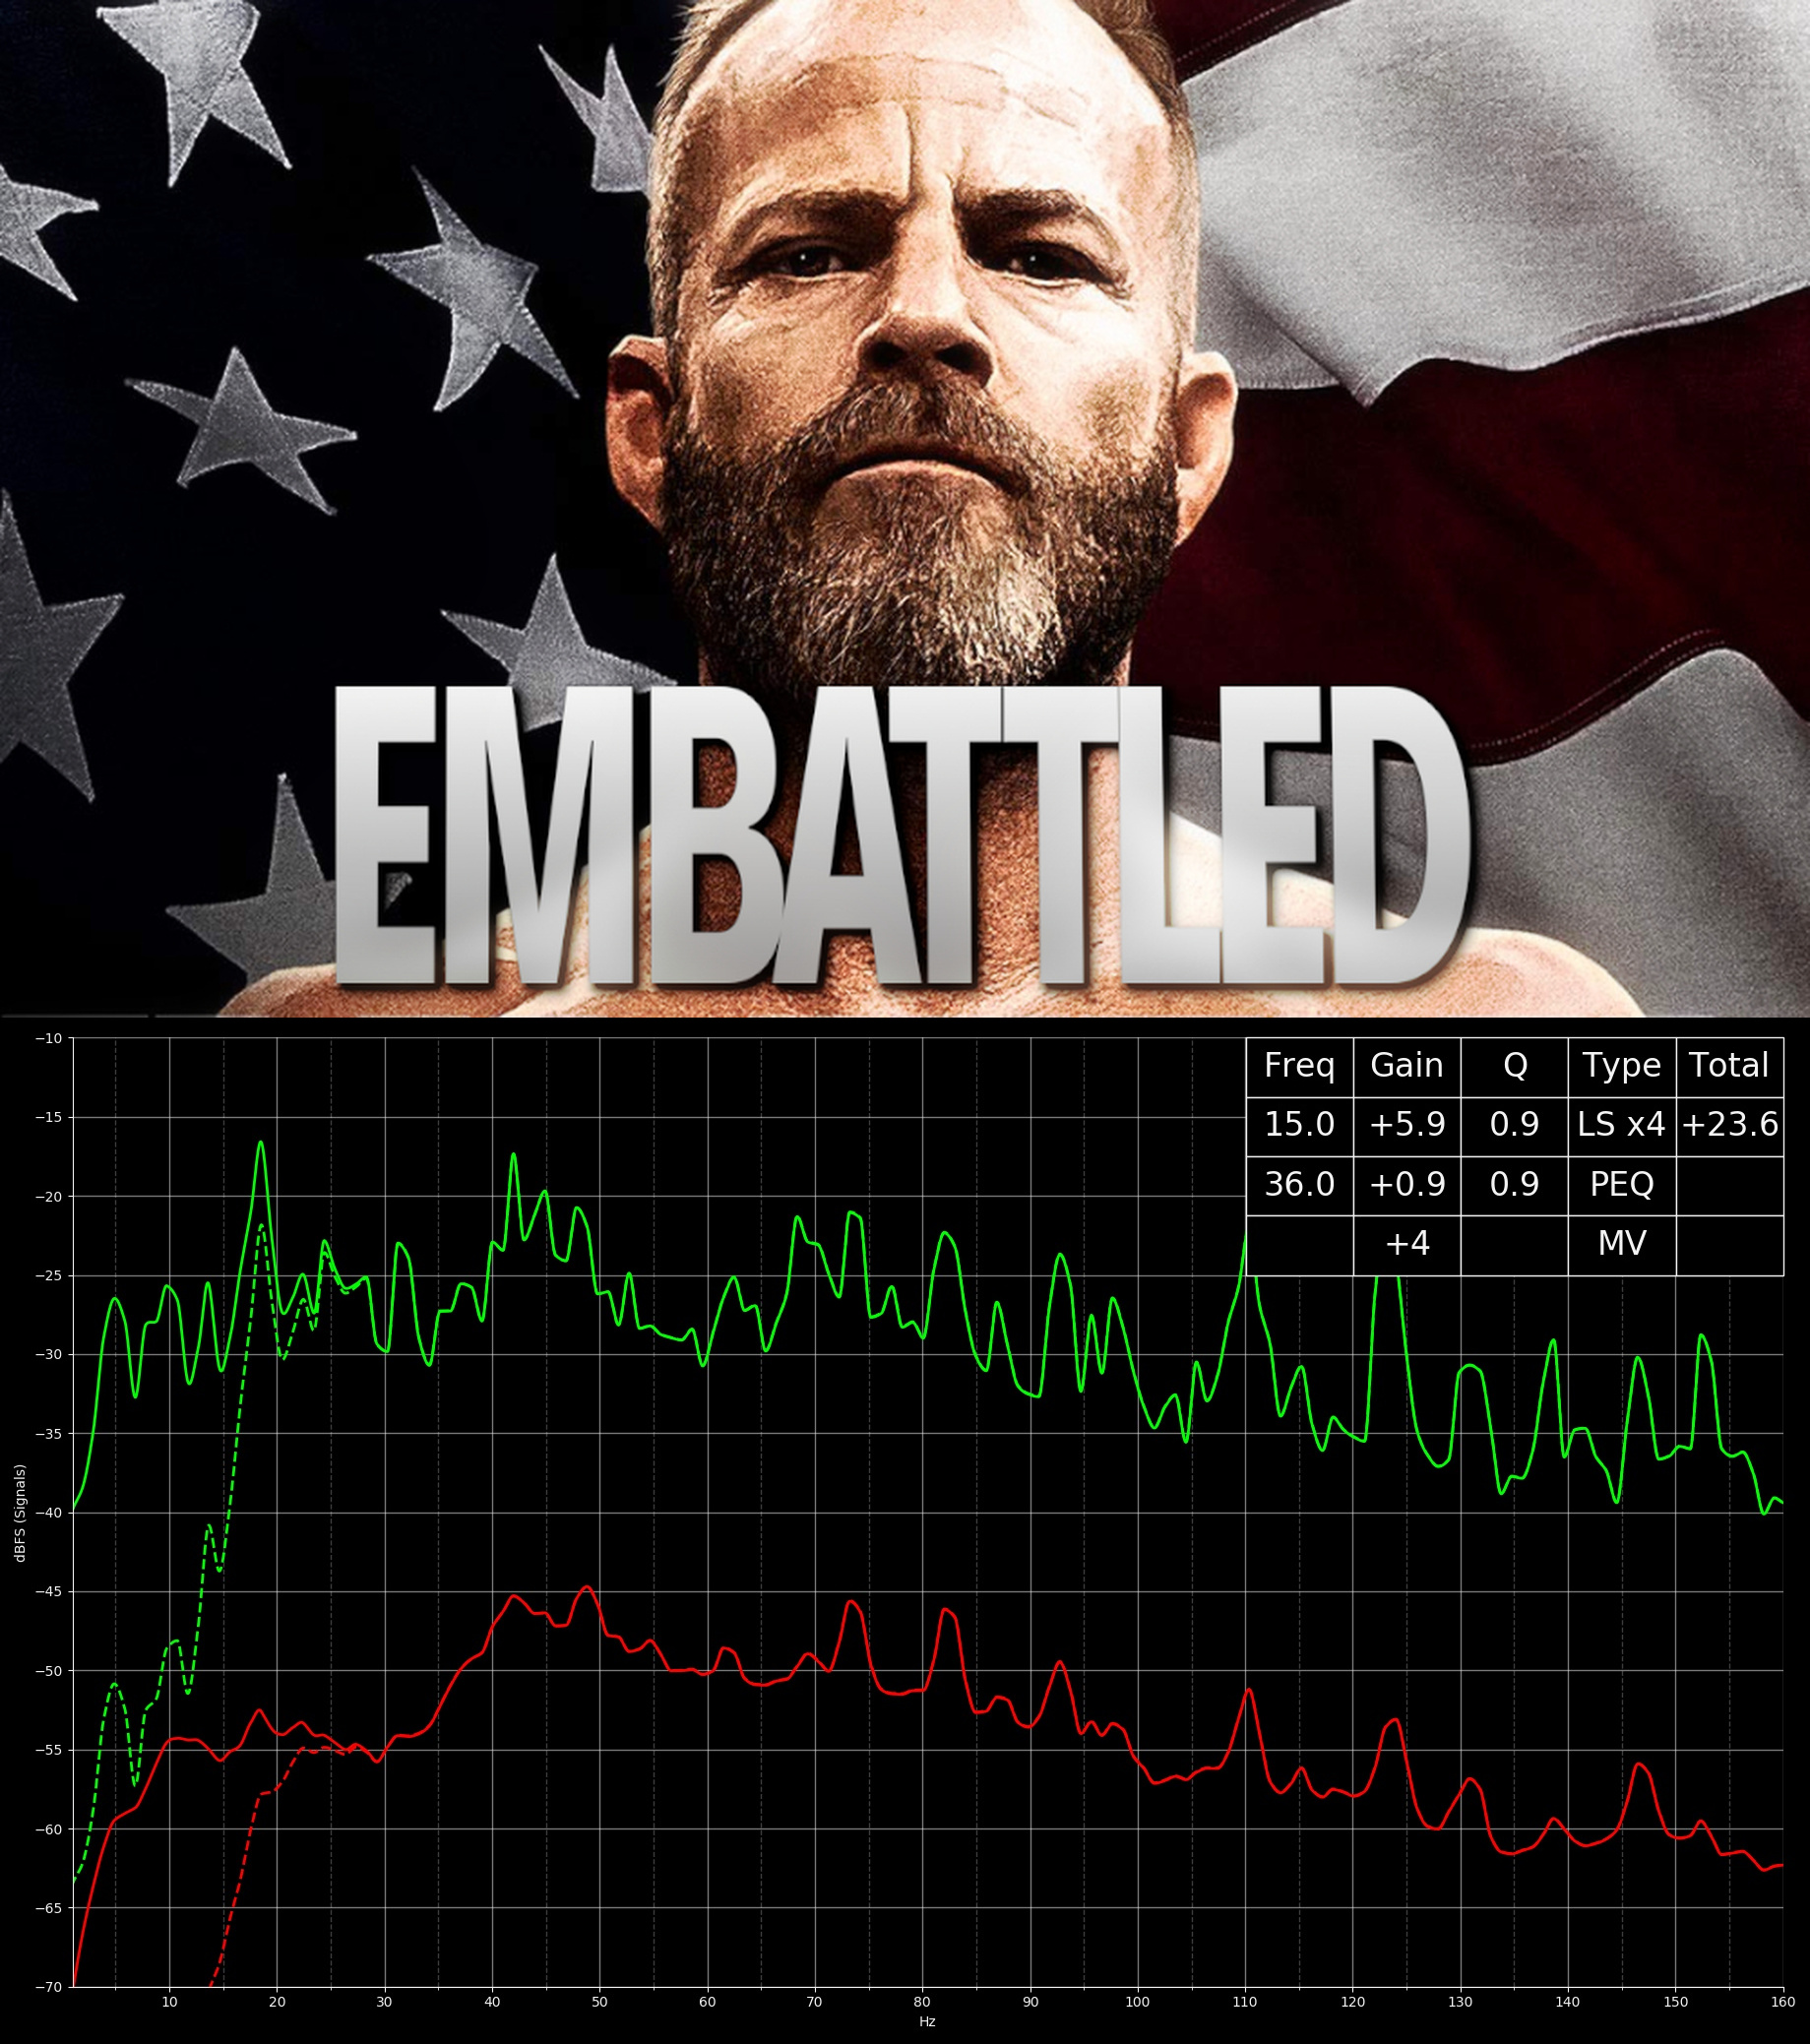 EMBATTLED
Freq Gain Q Type Total
15.0 +5.9 0.9 LS x4 +23.6
36.0 +0.9 0.9 PEQ
+4 MV
−10
−15
−20
−25
−30
−35
−40
−45
−50
−55
−60
−65
−70
dBFS (Signals)
10 20 30 40 50 60 70 80 90 100 110 120 130 140 150 160
Hz